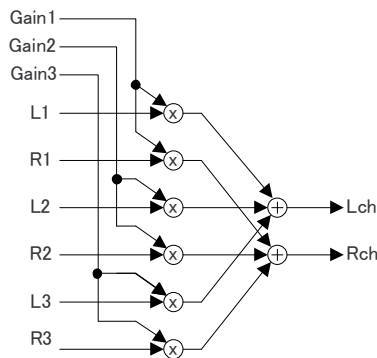 Gain1
Gain2
Gain3
L1
x
R1
x
L2
x
+
Lch
R2
x
+
Rch
L3
x
R3
x